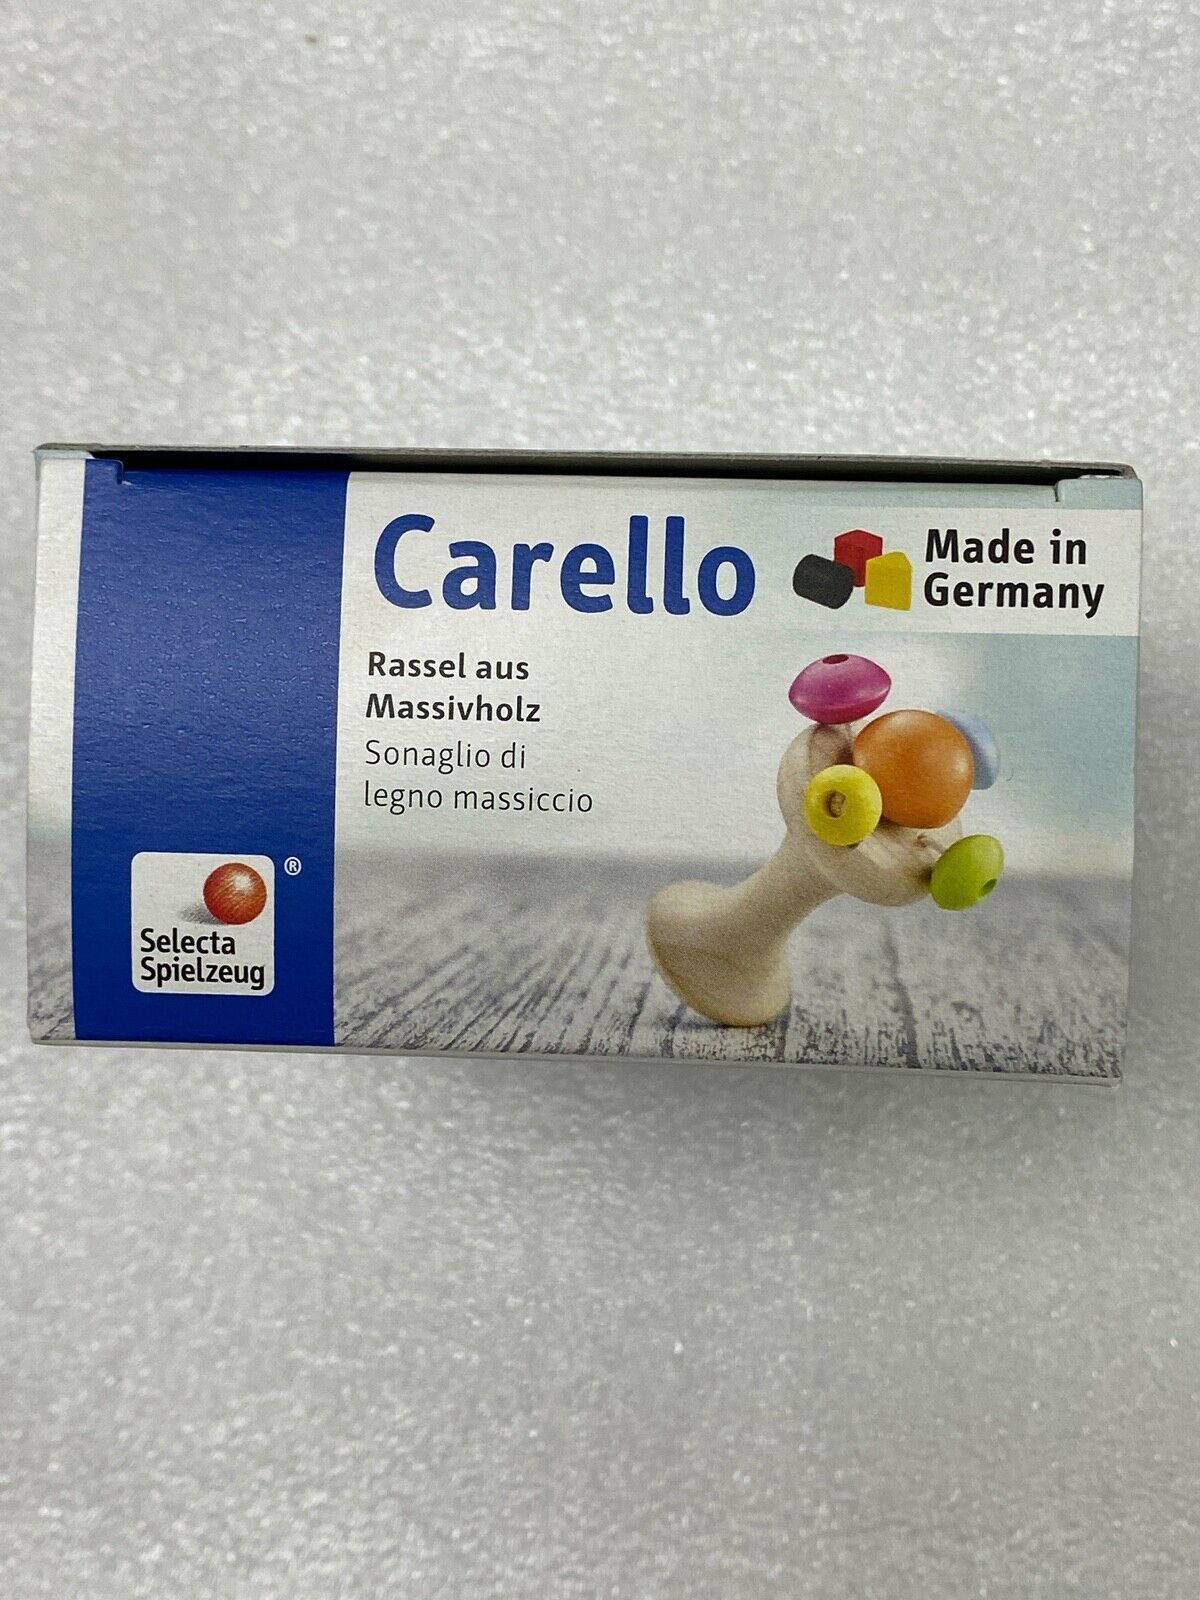 Carello
Made in
Germany
Rassel aus
Massivholz
Sonaglio di
legno massiccio
Selecta
Spielzeug
®